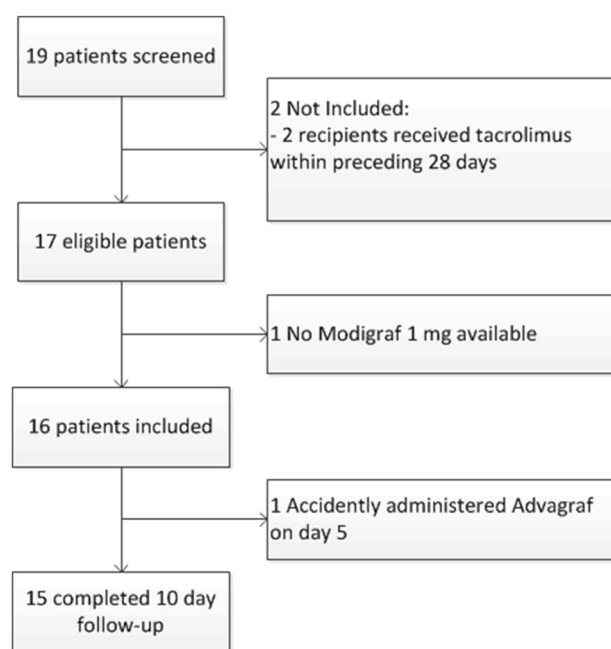 19 patients screened
2 Not Included:
- 2 recipients received tacrolimus
within preceding 28 days
17 eligible patients
1 No Modigraf 1 mg available
16 patients included
1 Accidently administered Advagraf
on day 5
15 completed 10 day
follow-up